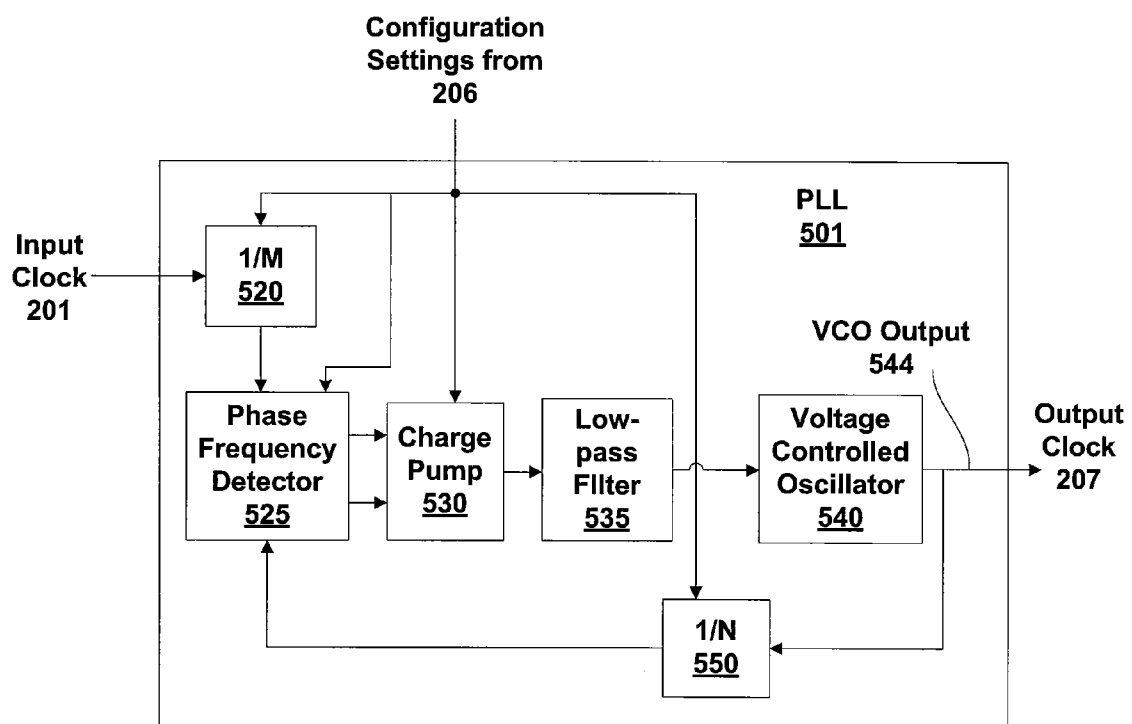 Configuration
Settings from
206
PLL
501
Input
Clock
201
1/M
520
VCO Output
544
Phase
Frequency
Detector
525
Charge
Pump
530
Low-
pass
FIlter
535
Voltage
Controlled
Oscillator
540
Output
Clock
207
1/N
550